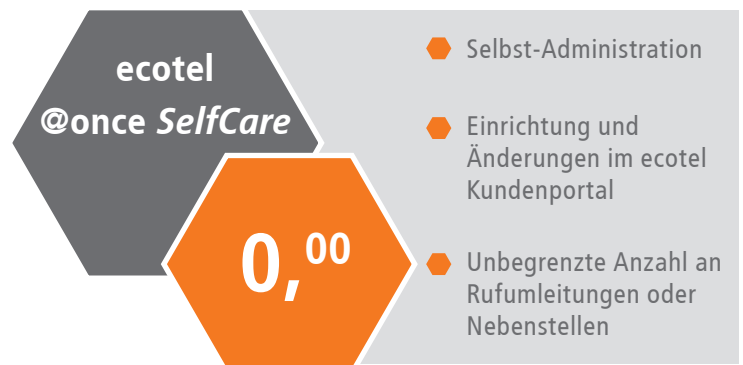 ecotel
@once SelfCare
0,00
Selbst-Administration
Einrichtung und
Änderungen im ecotel
Kundenportal
Unbegrenzte Anzahl an
Rufumleitungen oder
Nebenstellen